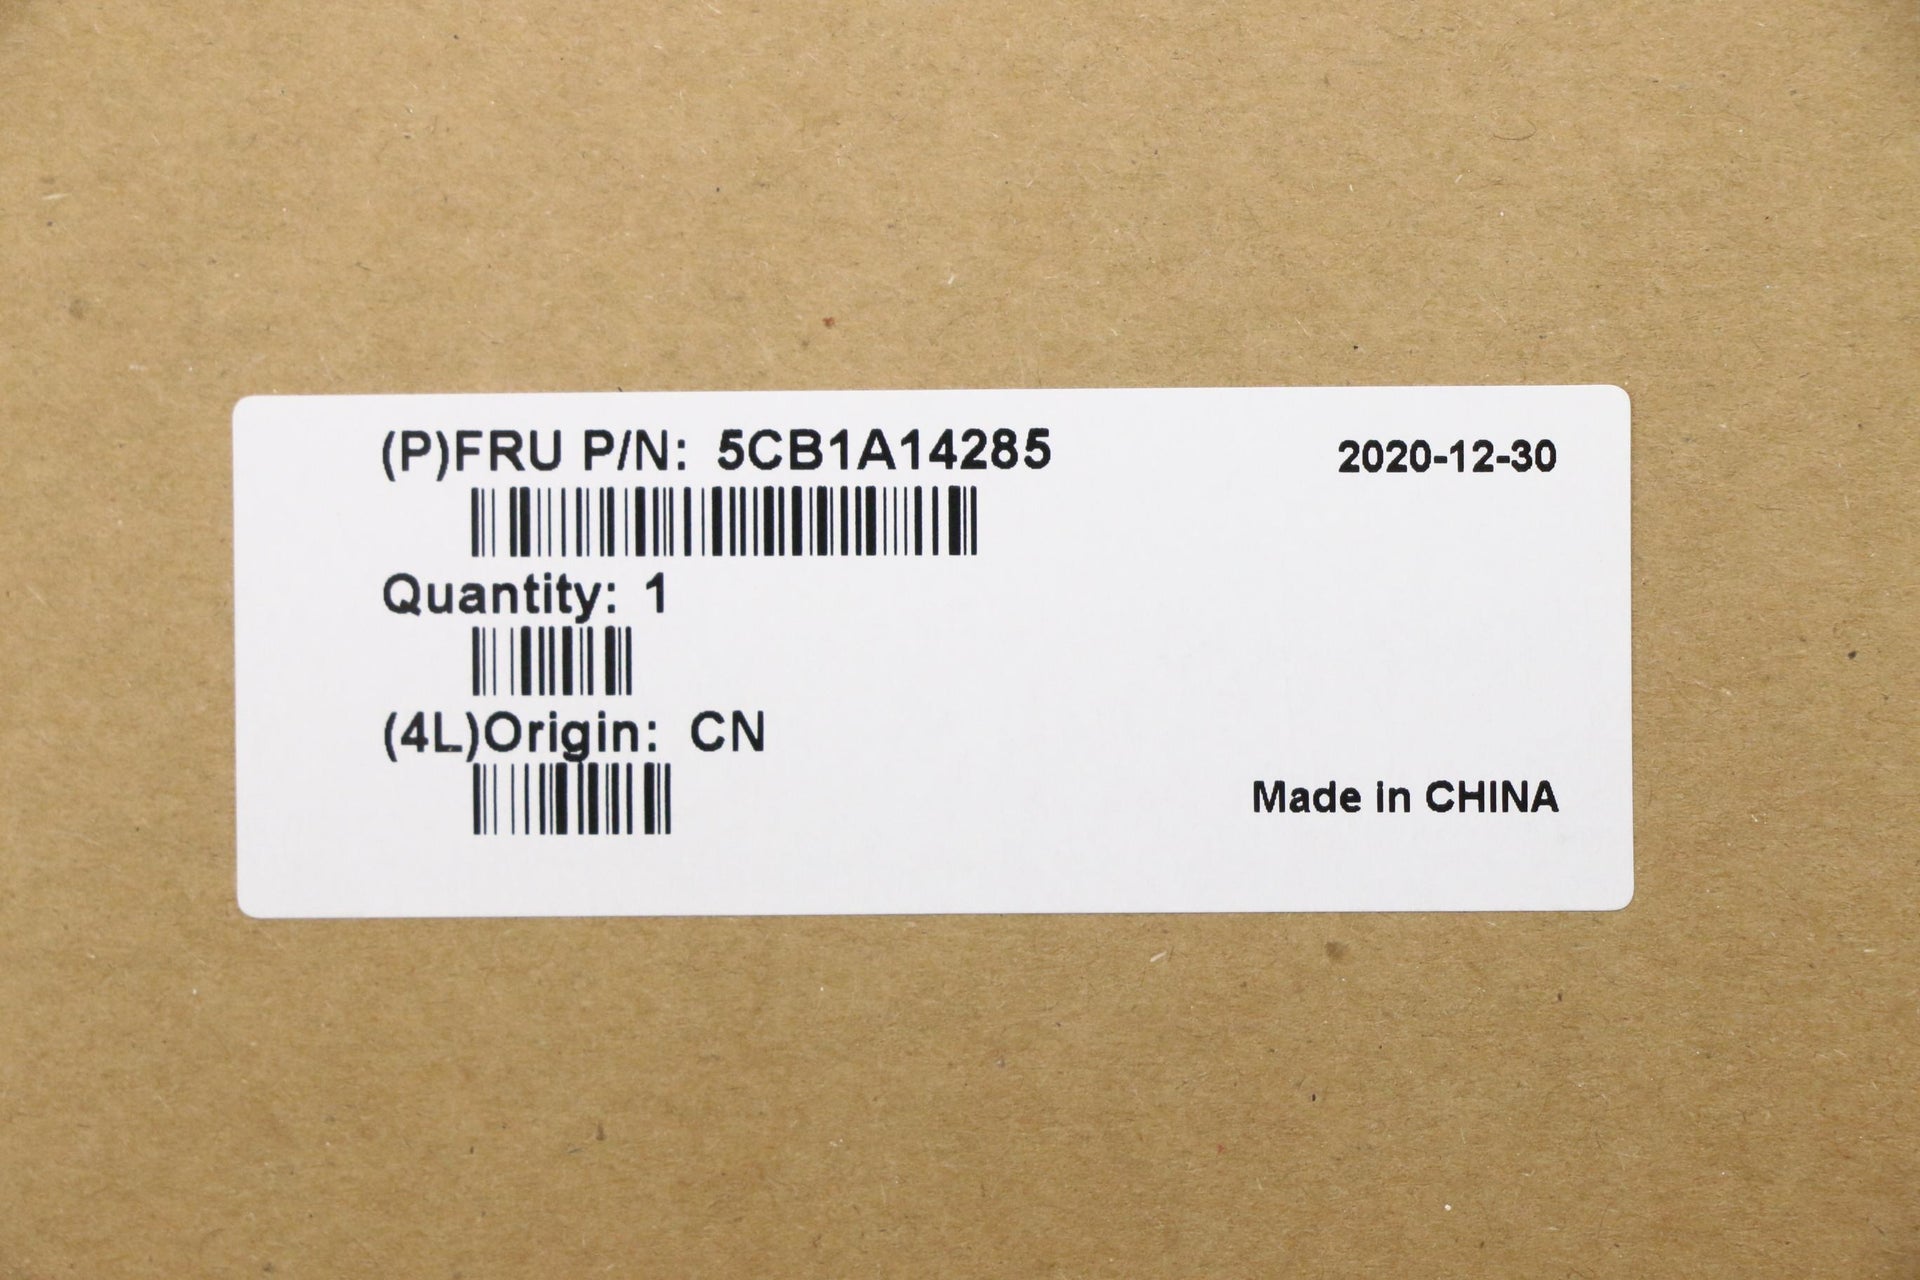 (P)FRU P/N: 5CB1A14285
2020-12-30
Quantity: 1
(4L)Origin: CN
Made in CHINA